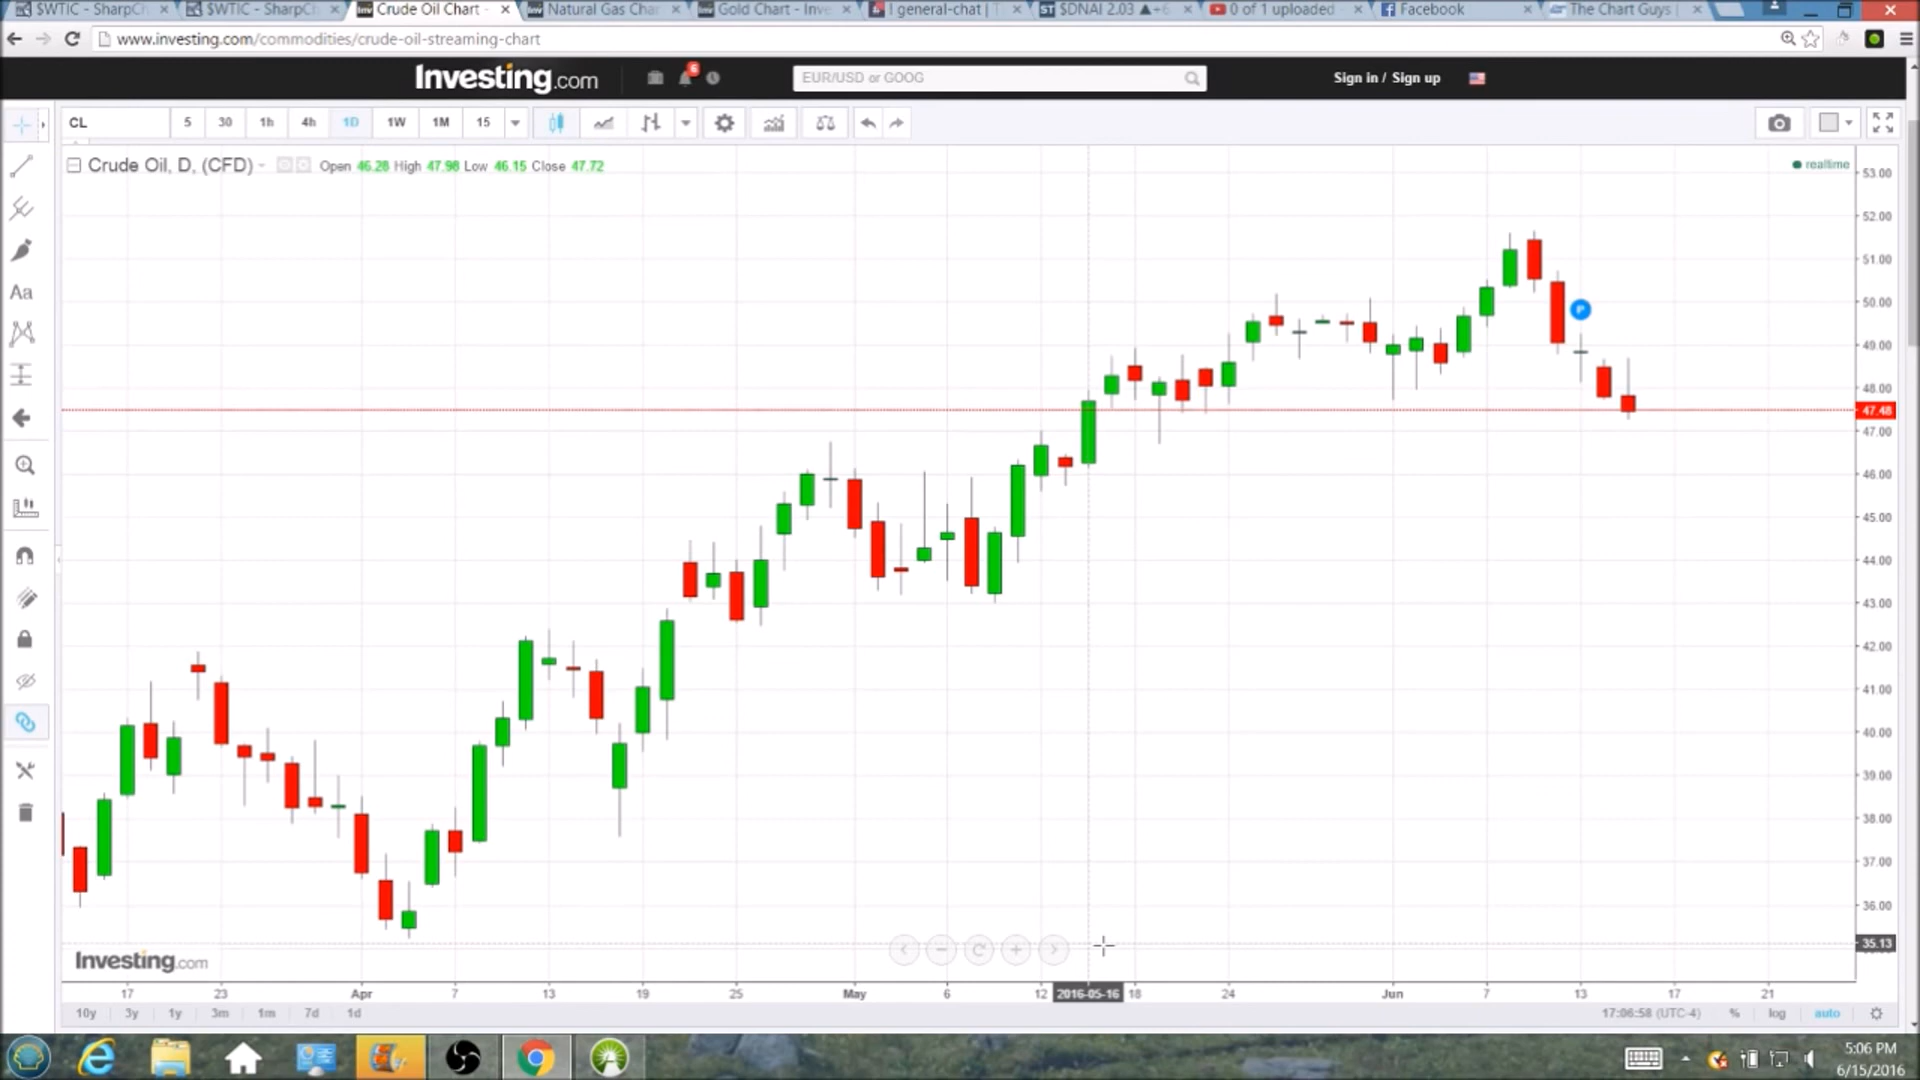 $WTIC - SharpCh
$WTIC - SharpCh
Crude Oil Chart -
Natural Gas Char
Gold Chart - Inve
general-chat | T
$DNAI 2.03 ▲+6
0 of 1 uploaded
Facebook
The Chart Guys |
www.investing.com/commodities/crude-oil-streaming-chart
Investing.com
6
EUR/USD or GOOG
Sign in / Sign up
CL
5
30
1h
4h
1D
1W
1M
15
Crude Oil, D, (CFD)
Open 46.28 High 47.98 Low 46.15 Close 47.72
realtime
Aa
P
53.00
52.00
51.00
50.00
49.00
48.00
47.48
47.00
46.00
45.00
44.00
43.00
42.00
41.00
40.00
39.00
38.00
37.00
36.00
35.13
Investing.com
17
23
Apr
7
13
19
25
May
6
12
2016-05-16
18
24
Jun
7
13
17
21
10y
3y
1y
3m
1m
7d
1d
17:06:58 (UTC-4)
%
log
auto
5:06 PM
6/15/2016